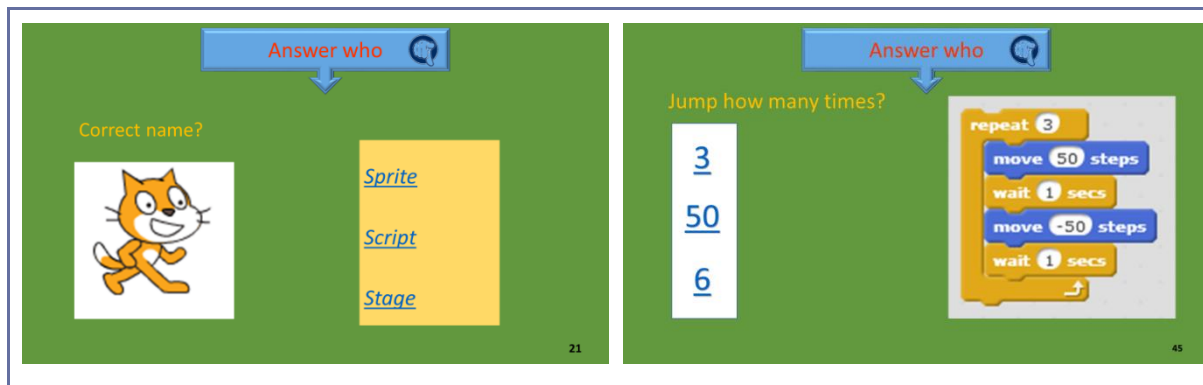 Answer who
Correct name?
Sprite
Script
Stage
21
Answer who
Jump how many times?
3
50
6
repeat 3
move 50 steps
wait 1 secs
move -50 steps
wait 1 secs
45